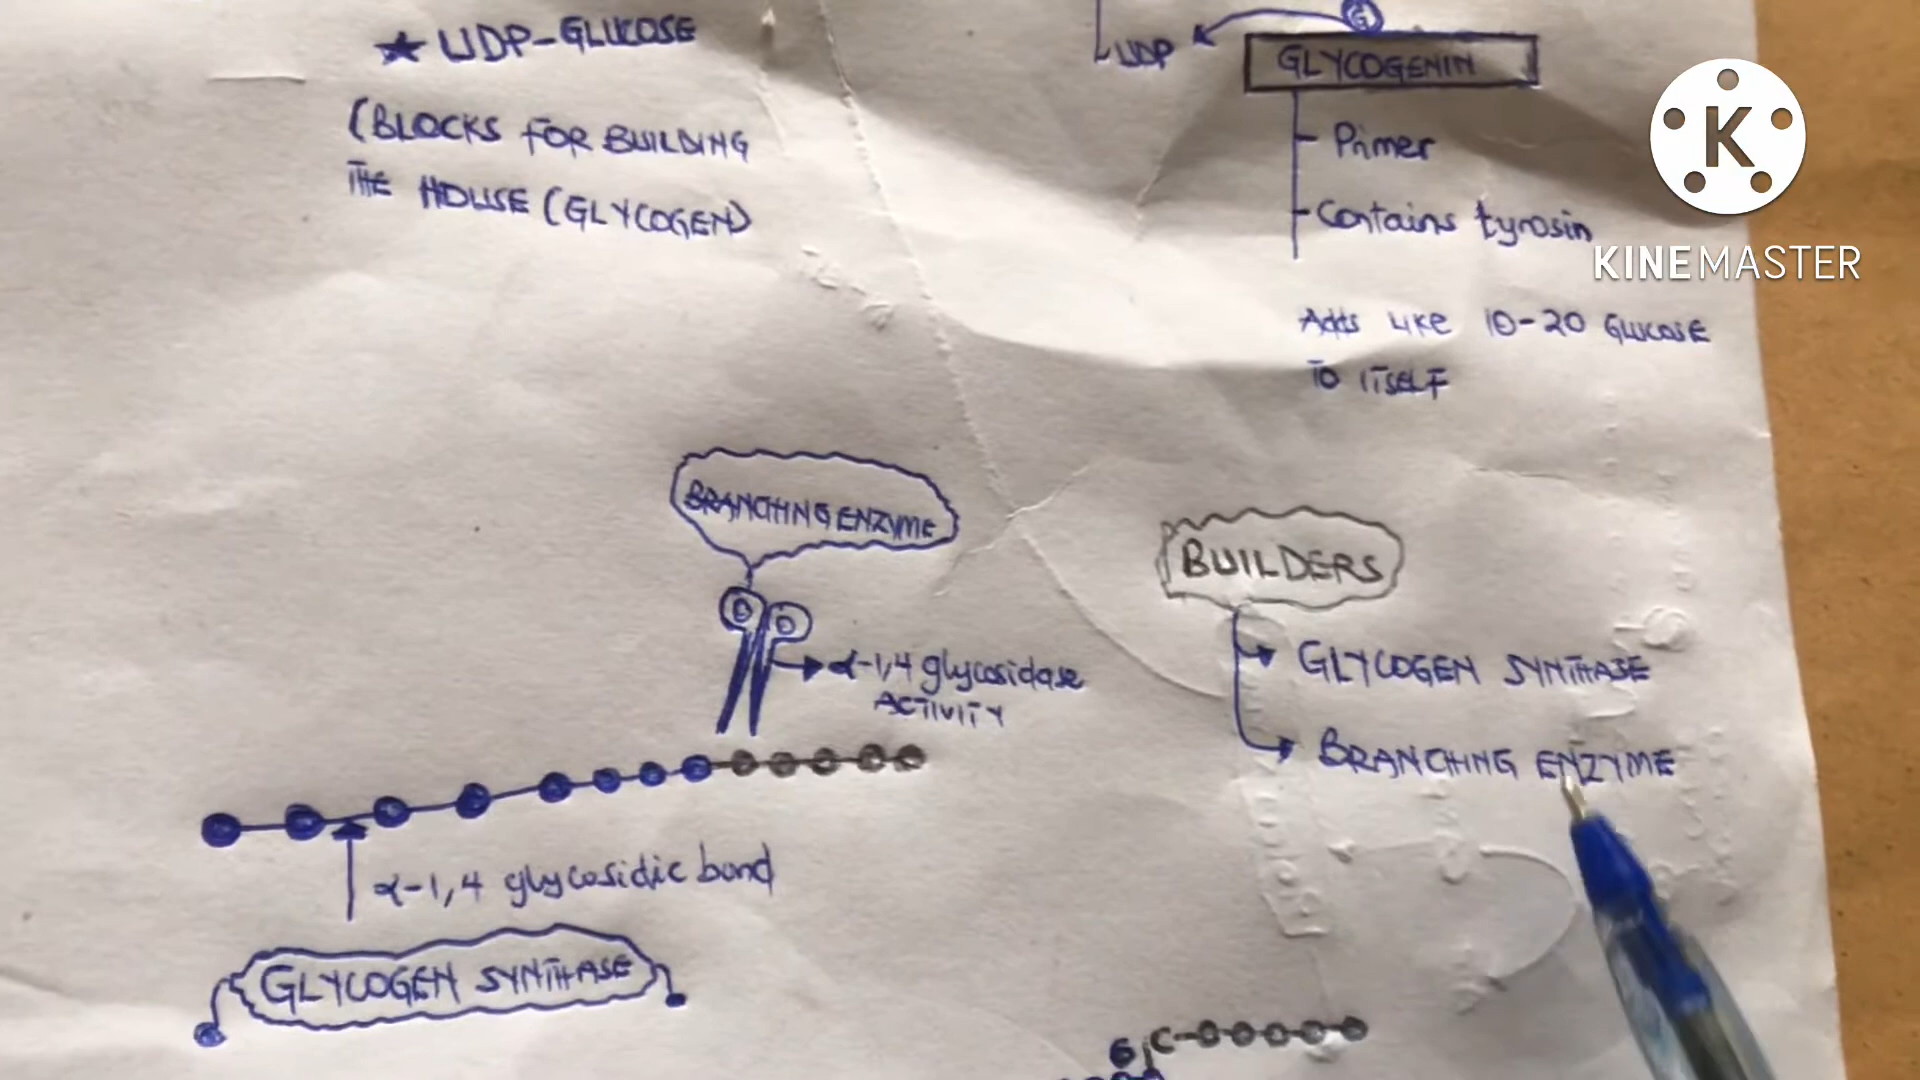 ★ UDP-GLUCOSE
(BLOCKS FOR BUILDING
THE HOUSE (GLYCOGEN)
UDP
G
GLYCOGENIN
- Primer
- Contains tyrosin
Adds like 10-20 GLUCOSE
TO ITSELF
K
KINEMASTER
BRANCHING ENZYME
α-1,4 glycosidase
ACTIVITY
α-1,4 glycosidic bond
GLYCOGEN SYNTHASE
BUILDERS
GLYCOGEN SYNTHASE
BRANCHING ENZYME
6 C